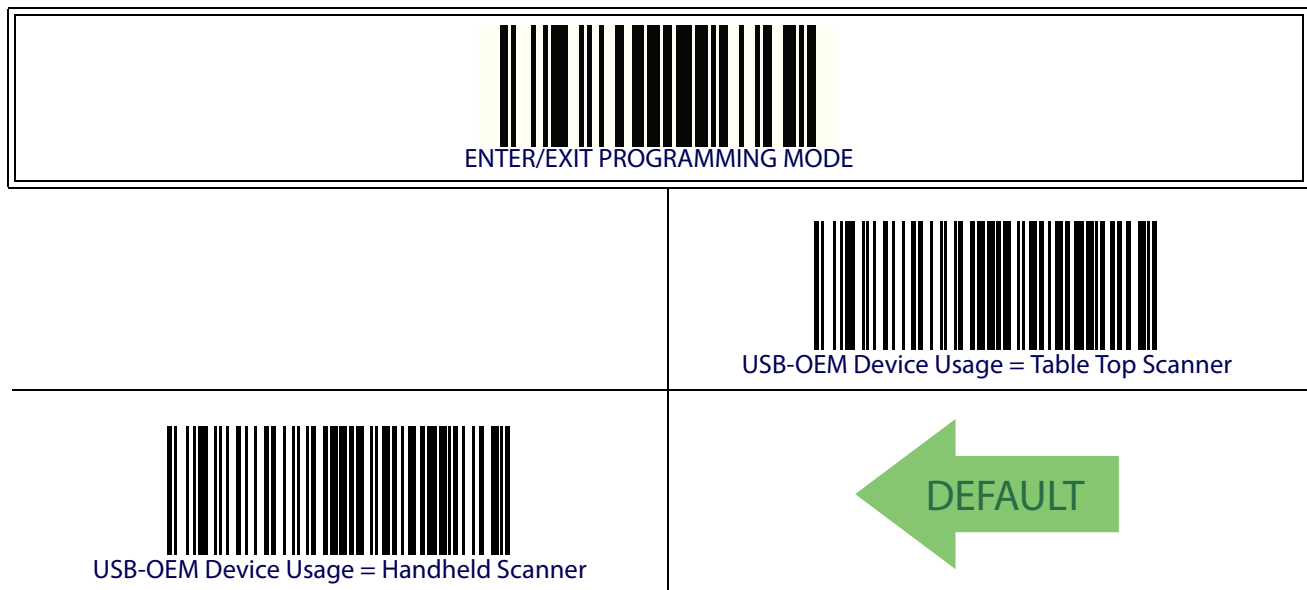 ENTER/EXIT PROGRAMMING MODE
USB-OEM Device Usage = Table Top Scanner
USB-OEM Device Usage = Handheld Scanner
DEFAULT